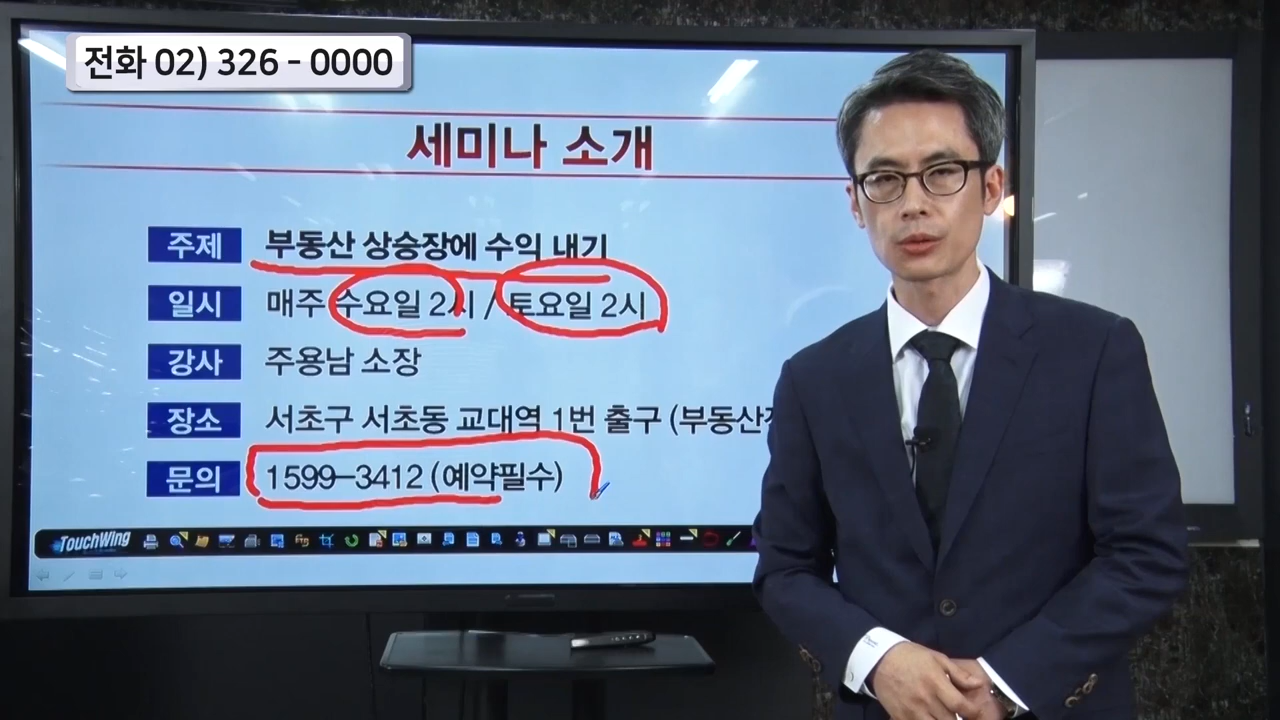 전화 02) 326 - 0000
세미나 소개
주제 부동산 상승장에 수익 내기
일시 매주 수요일 2시 / 토요일 2시
강사 주용남 소장
장소 서초구 서초동 교대역 1번 출구 (부동산
문의 1599-3412 (예약필수)
TouchWing